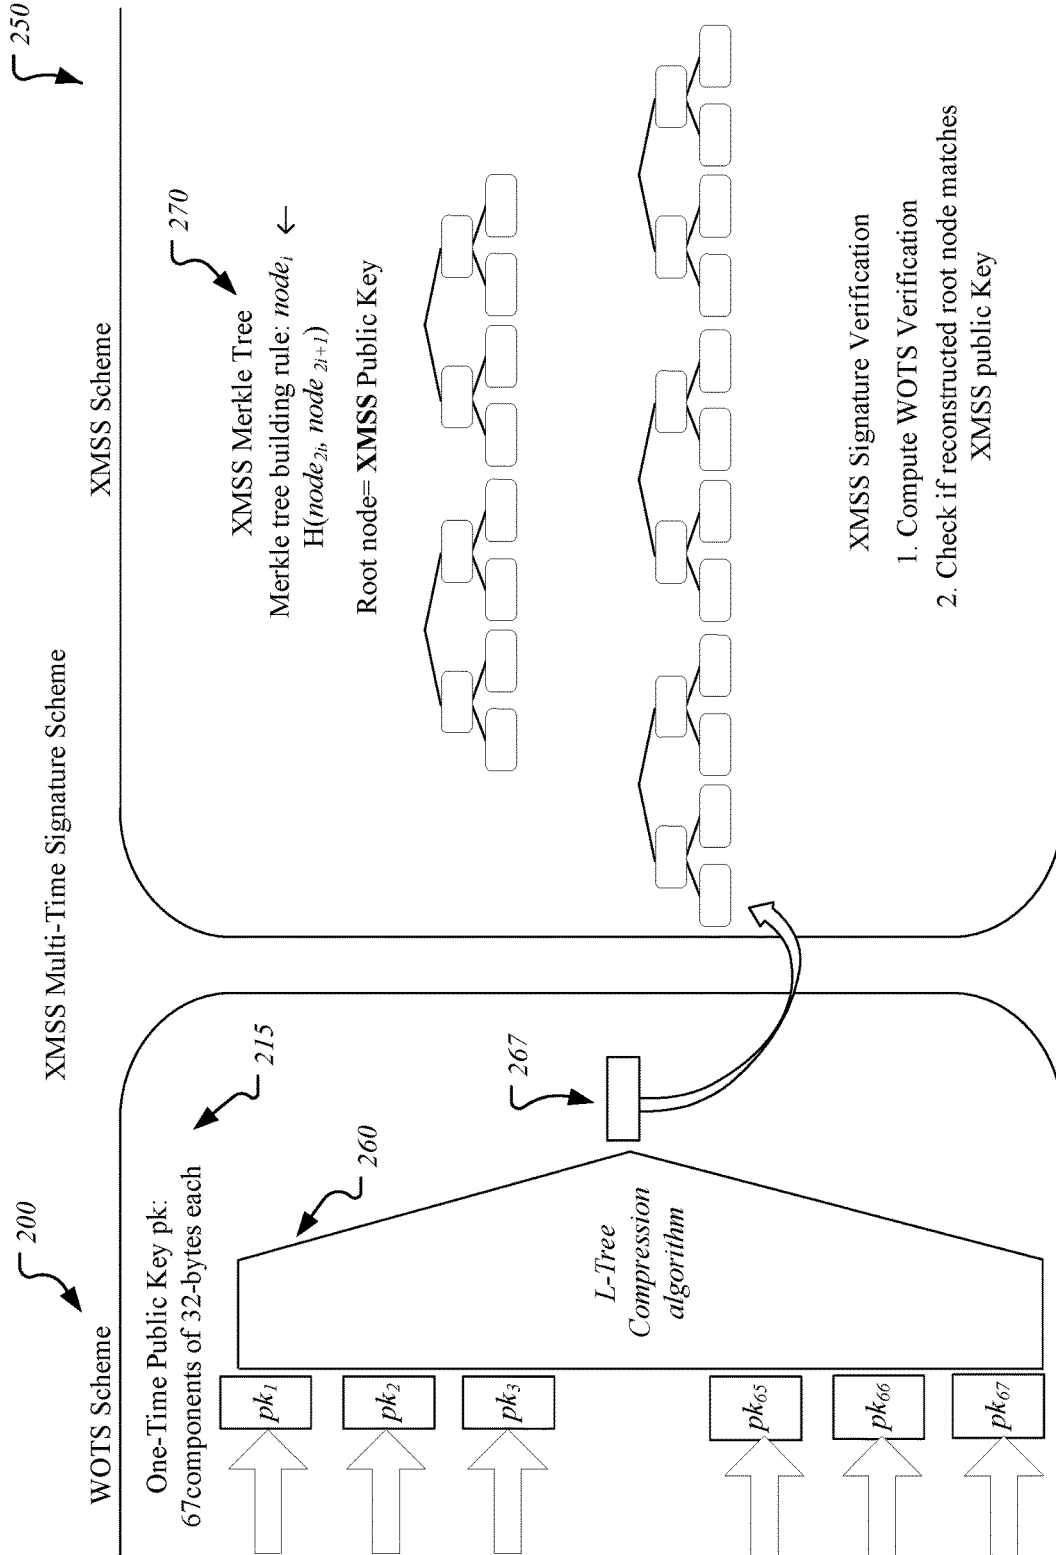 XMSS Multi-Time Signature Scheme
WOTS Scheme
200
One-Time Public Key pk:
67components of 32-bytes each
215
260
pk1
pk2
pk3
pk65
pk66
pk67
L-Tree
Compression
algorithm
267
XMSS Scheme
250
270
XMSS Merkle Tree
Merkle tree building rule: nodei ←
H(node2i, node 2i+1)
Root node= XMSS Public Key
XMSS Signature Verification
1. Compute WOTS Verification
2. Check if reconstructed root node matches
XMSS public Key